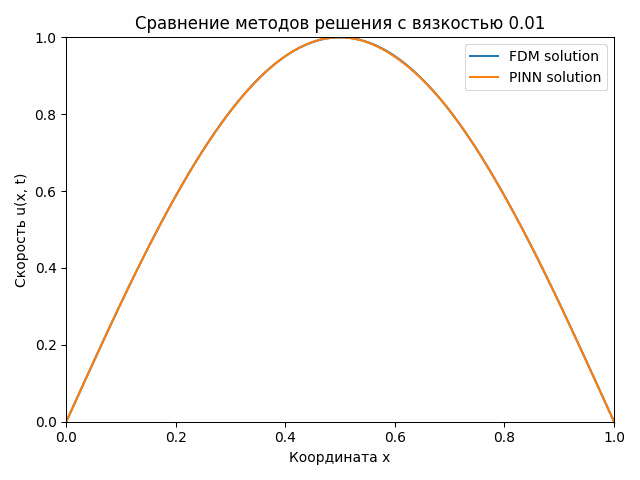 Сравнение методов решения с вязкостью 0.01
FDM solution
PINN solution
Скорость u(x, t)
1.0
0.8
0.6
0.4
0.2
0.0
0.0 0.2 0.4 0.6 0.8 1.0
Координата x